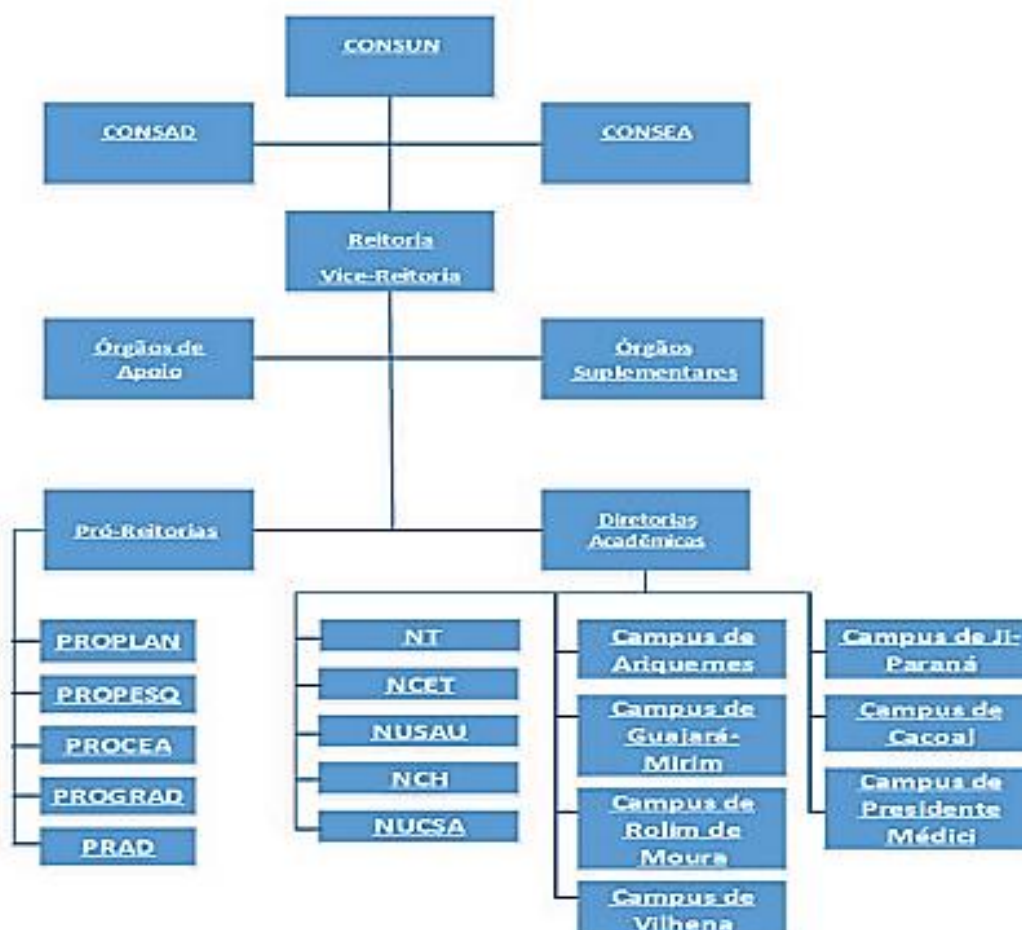 CONSUN
CONSAD
CONSEA
Reitoria
Vice-Reitoria
Órgãos de
Apoio
Órgãos
Suplementares
Pró-Reitorias
Diretorias
Acadêmicas
PROPLAN
PROPESQ
PROCEA
PROGRAD
PRAD
NT
NCET
NUSAU
NCH
NUCSA
Campus de
Ariquemes
Campus de
Guajará-
Mirim
Campus de
Rolim de
Moura
Campus de
Vilhena
Campus de Ji-
Paraná
Campus de
Cacoal
Campus de
Presidente
Médici